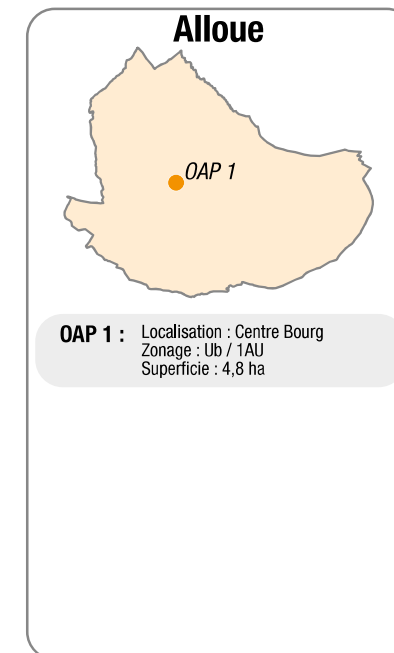 Alloue
OAP 1
OAP 1 : Localisation : Centre Bourg
Zonage : Ub / 1AU
Superficie : 4,8 ha